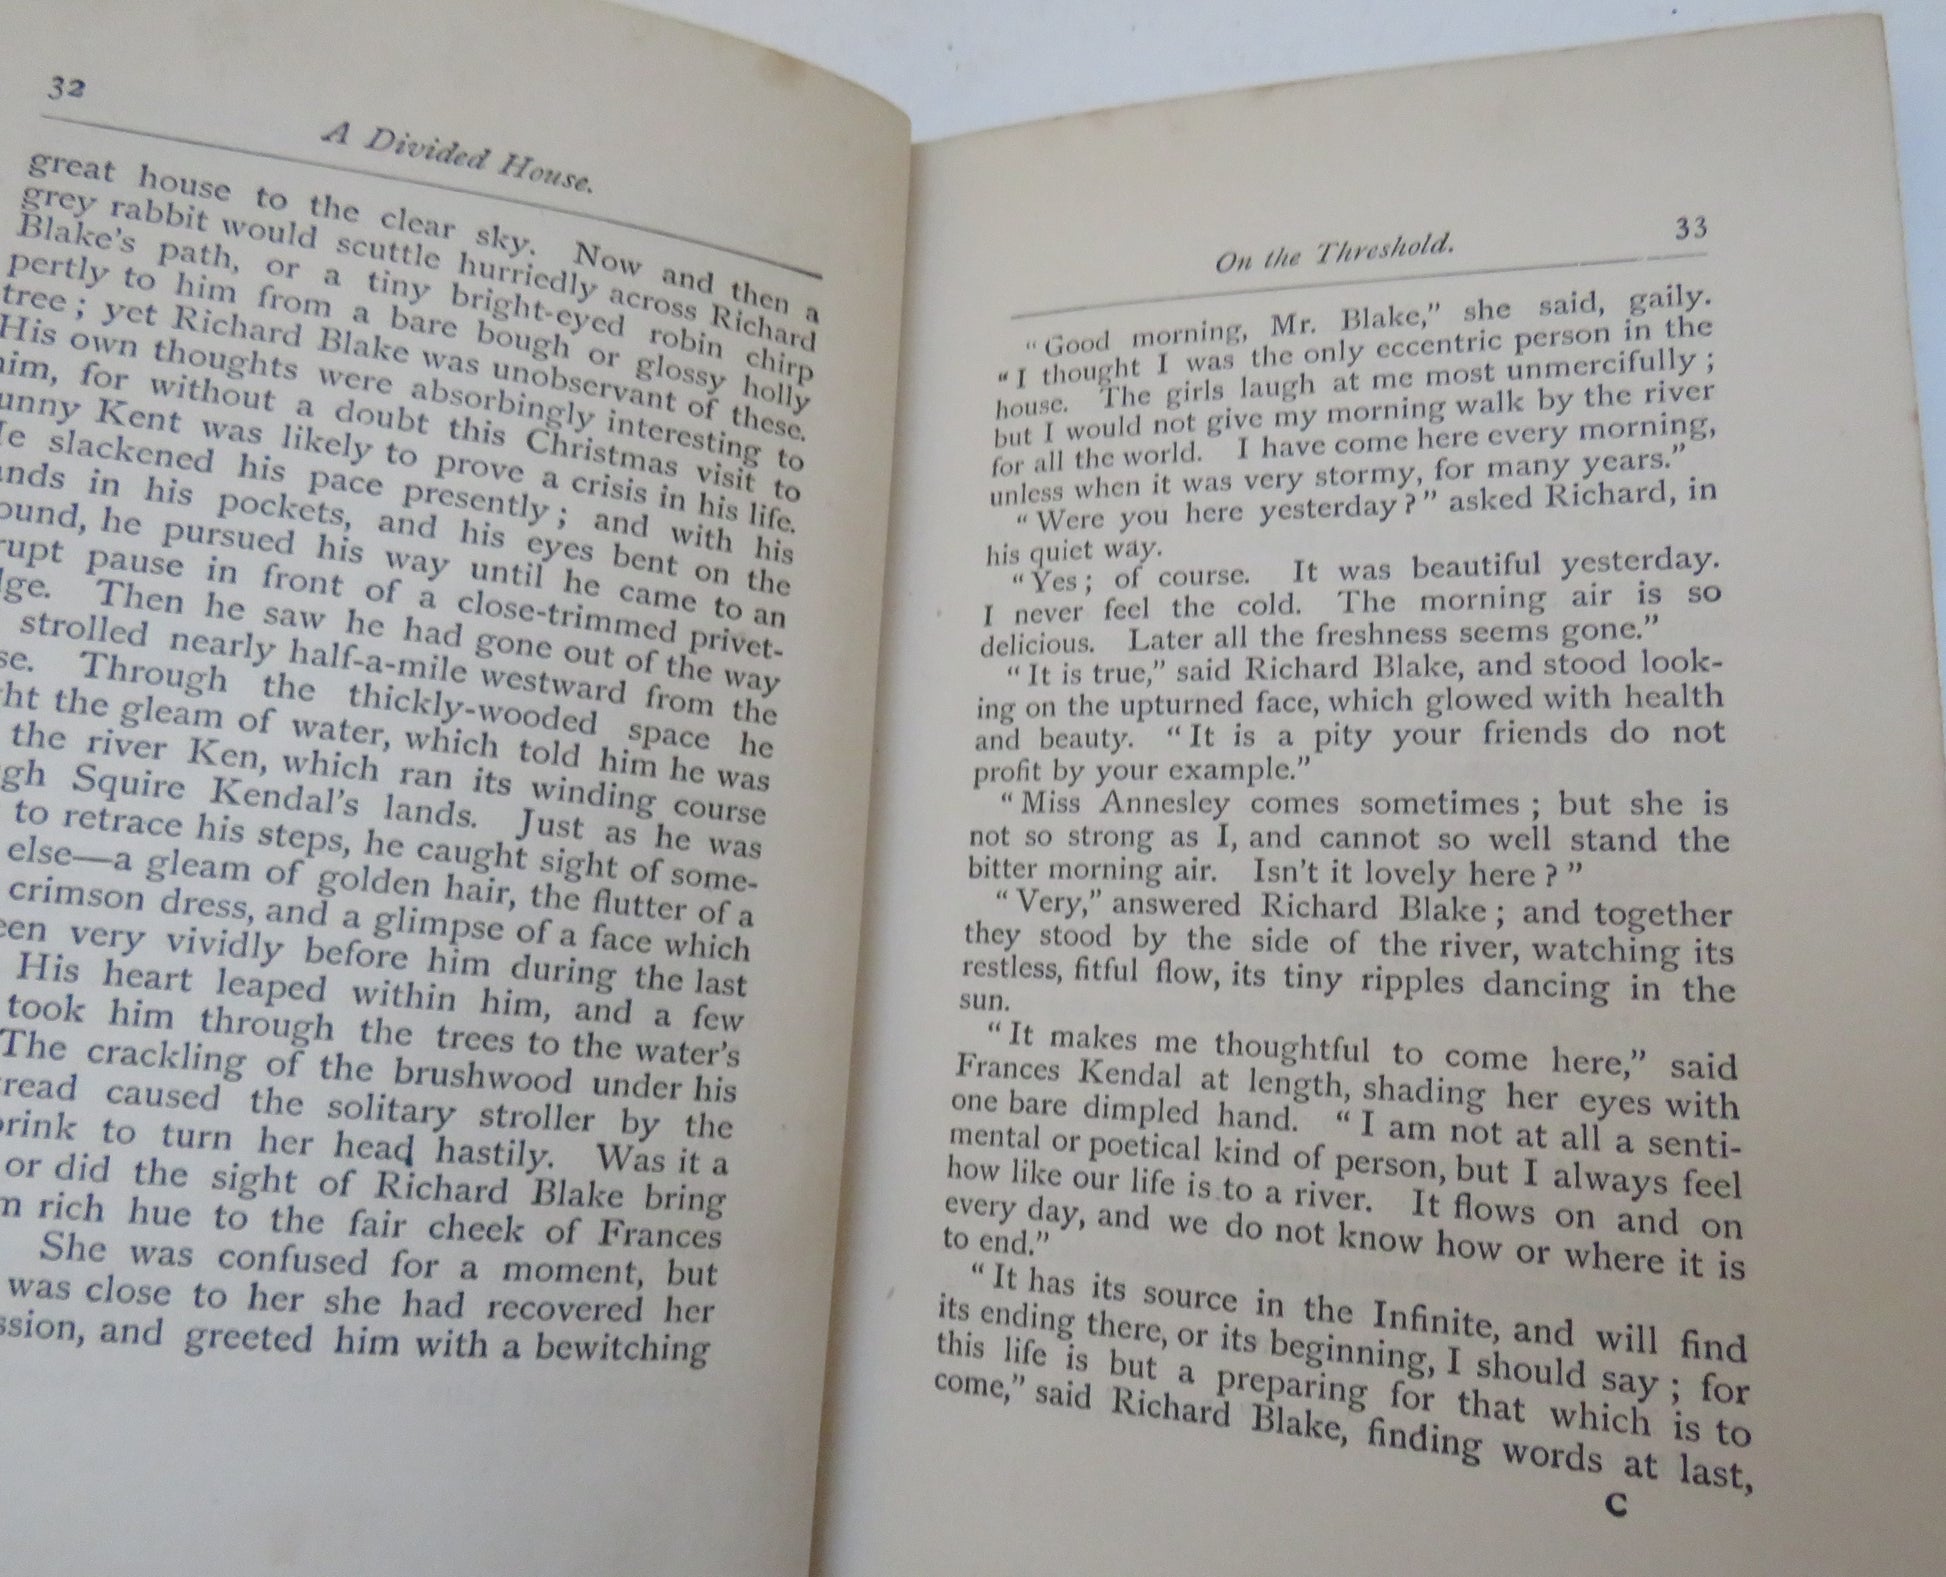 32
A Divided House.
great house to the clear sky. Now and then a
grey rabbit would scuttle hurriedly across Richard
Blake's path, or a tiny bright-eyed robin chirp
pertly to him from a bare bough or glossy holly
tree; yet Richard Blake was unobservant of these.
His own thoughts were absorbingly interesting to
him, for without a doubt this Christmas visit to
unny Kent was likely to prove a crisis in his life.
He slackened his pace presently; and with his
ands in his pockets, and his eyes bent on the
ound, he pursued his way until he came to an
rupt pause in front of a close-trimmed privet-
dge. Then he saw he had gone out of the way
strolled nearly half-a-mile westward from the
se. Through the thickly-wooded space he
ht the gleam of water, which told him he was
the river Ken, which ran its winding course
gh Squire Kendal's lands. Just as he was
to retrace his steps, he caught sight of some-
else—a gleam of golden hair, the flutter of a
crimson dress, and a glimpse of a face which
een very vividly before him during the last
His heart leaped within him, and a few
took him through the trees to the water's
The crackling of the brushwood under his
read caused the solitary stroller by the
brink to turn her head hastily. Was it a
or did the sight of Richard Blake bring
n rich hue to the fair cheek of Frances
She was confused for a moment, but
was close to her she had recovered her
ssion, and greeted him with a bewitching
On the Threshold.
33
"Good morning, Mr. Blake," she said, gaily.
"I thought I was the only eccentric person in the
house. The girls laugh at me most unmercifully;
but I would not give my morning walk by the river
for all the world. I have come here every morning,
unless when it was very stormy, for many years."
"Were you here yesterday?" asked Richard, in
his quiet way.
"Yes; of course. It was beautiful yesterday.
I never feel the cold. The morning air is so
delicious. Later all the freshness seems gone."
"It is true," said Richard Blake, and stood look-
ing on the upturned face, which glowed with health
and beauty. "It is a pity your friends do not
profit by your example."
"Miss Annesley comes sometimes; but she is
not so strong as I, and cannot so well stand the
bitter morning air. Isn't it lovely here?"
"Very," answered Richard Blake; and together
they stood by the side of the river, watching its
restless, fitful flow, its tiny ripples dancing in the
sun.
"It makes me thoughtful to come here," said
Frances Kendal at length, shading her eyes with
one bare dimpled hand. "I am not at all a senti-
mental or poetical kind of person, but I always feel
how like our life is to a river. It flows on and on
every day, and we do not know how or where it is
to end."
"It has its source in the Infinite, and will find
its ending there, or its beginning, I should say; for
this life is but a preparing for that which is to
come," said Richard Blake, finding words at last,
C